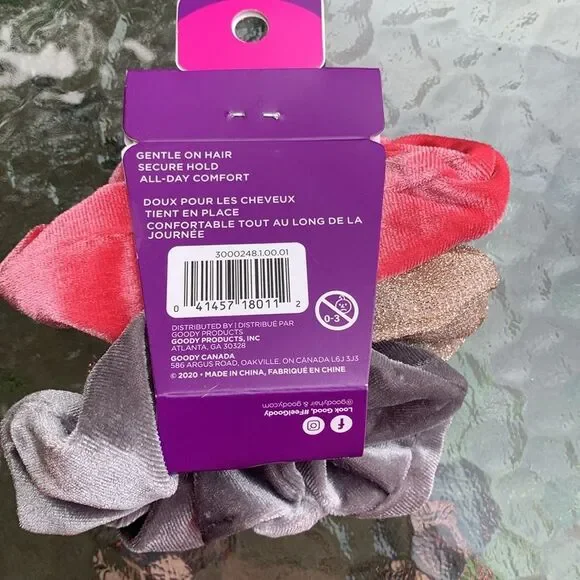 GENTLE ON HAIR
SECURE HOLD
ALL-DAY COMFORT
DOUX POUR LES CHEVEUX
TIENT EN PLACE
CONFORTABLE TOUT AU LONG DE LA
JOURNÉE
3000248.1.00.01
0 41457 18011 2
0-3
DISTRIBUTED BY | DISTRIBUÉ PAR
GOODY PRODUCTS
GOODY PRODUCTS, INC
ATLANTA, GA 30328
GOODY CANADA
586 ARGUS ROAD, OAKVILLE, ON CANADA L6J 3J3
© 2020 • MADE IN CHINA, FABRIQUÉ EN CHINE
Look Good, #FeelGoody
@goodyhair & goody.com